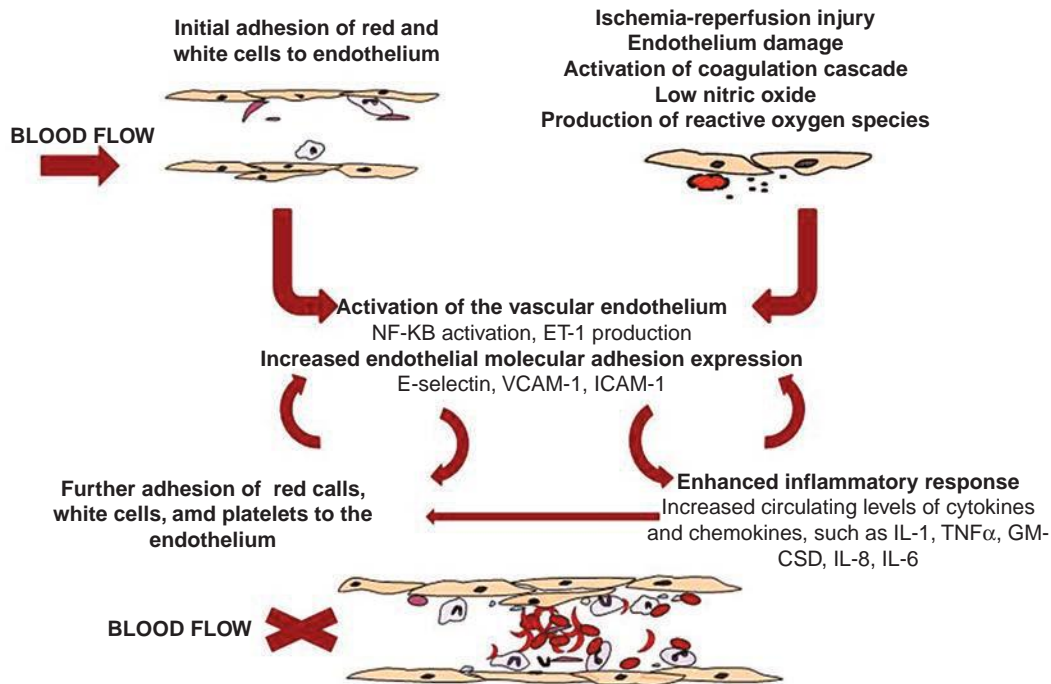 Initial adhesion of red and
white cells to endothelium
Ischemia-reperfusion injury
Endothelium damage
Activation of coagulation cascade
Low nitric oxide
Production of reactive oxygen species
BLOOD FLOW
Activation of the vascular endothelium
NF-KB activation, ET-1 production
Increased endothelial molecular adhesion expression
E-selectin, VCAM-1, ICAM-1
Further adhesion of red calls,
white cells, amd platelets to the
endothelium
Enhanced inflammatory response
Increased circulating levels of cytokines
and chemokines, such as IL-1, TNFα, GM-
CSD, IL-8, IL-6
BLOOD FLOW